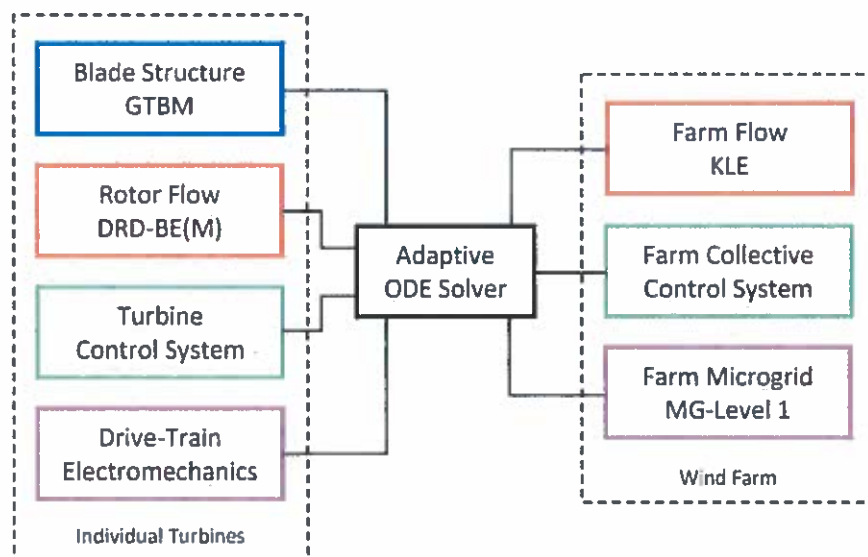 Blade Structure
GTBM
Rotor Flow
DRD-BE(M)
Turbine
Control System
Drive-Train
Electromechanics
Individual Turbines
Adaptive
ODE Solver
Farm Flow
KLE
Farm Collective
Control System
Farm Microgrid
MG-Level 1
Wind Farm